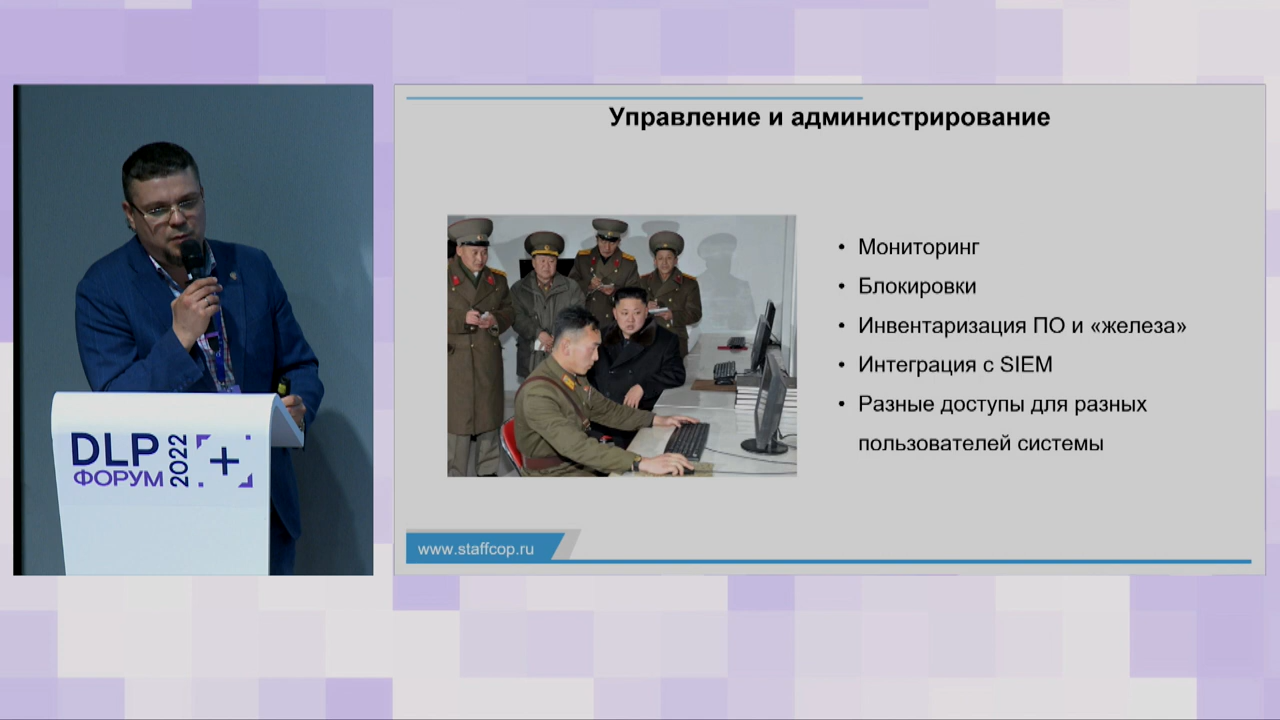 Управление и администрирование
• Мониторинг
• Блокировки
• Инвентаризация ПО и «железа»
• Интеграция с SIEM
• Разные доступы для разных
пользователей системы
www.staffcop.ru
DLP
ФОРУМ
2022